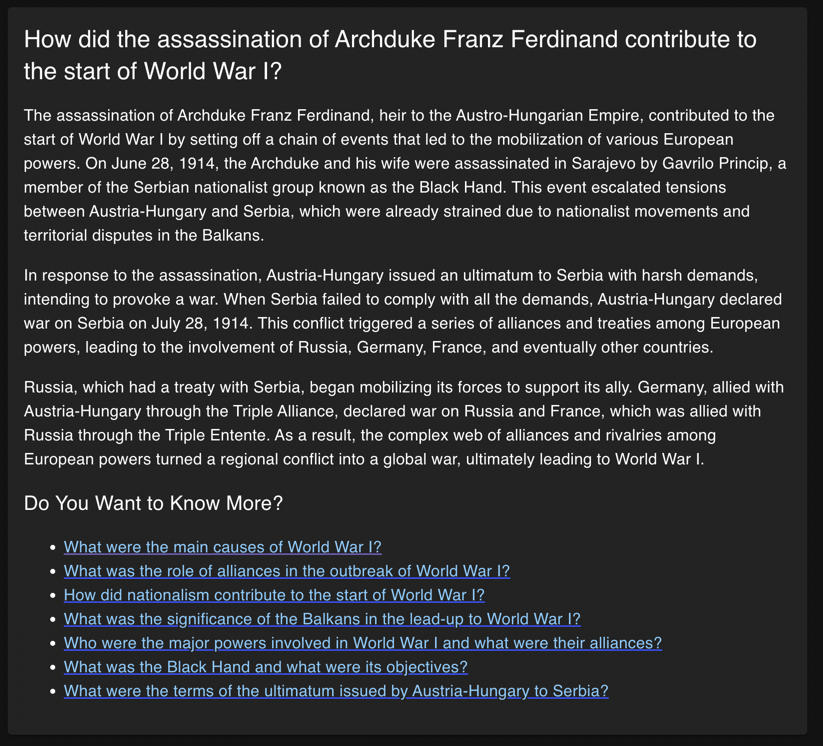 How did the assassination of Archduke Franz Ferdinand contribute to
the start of World War I?
The assassination of Archduke Franz Ferdinand, heir to the Austro-Hungarian Empire, contributed to the
start of World War I by setting off a chain of events that led to the mobilization of various European
powers. On June 28, 1914, the Archduke and his wife were assassinated in Sarajevo by Gavrilo Princip, a
member of the Serbian nationalist group known as the Black Hand. This event escalated tensions
between Austria-Hungary and Serbia, which were already strained due to nationalist movements and
territorial disputes in the Balkans.
In response to the assassination, Austria-Hungary issued an ultimatum to Serbia with harsh demands,
intending to provoke a war. When Serbia failed to comply with all the demands, Austria-Hungary declared
war on Serbia on July 28, 1914. This conflict triggered a series of alliances and treaties among European
powers, leading to the involvement of Russia, Germany, France, and eventually other countries.
Russia, which had a treaty with Serbia, began mobilizing its forces to support its ally. Germany, allied with
Austria-Hungary through the Triple Alliance, declared war on Russia and France, which was allied with
Russia through the Triple Entente. As a result, the complex web of alliances and rivalries among
European powers turned a regional conflict into a global war, ultimately leading to World War I.
Do You Want to Know More?
• What were the main causes of World War I?
• What was the role of alliances in the outbreak of World War I?
• How did nationalism contribute to the start of World War I?
• What was the significance of the Balkans in the lead-up to World War I?
• Who were the major powers involved in World War I and what were their alliances?
• What was the Black Hand and what were its objectives?
• What were the terms of the ultimatum issued by Austria-Hungary to Serbia?